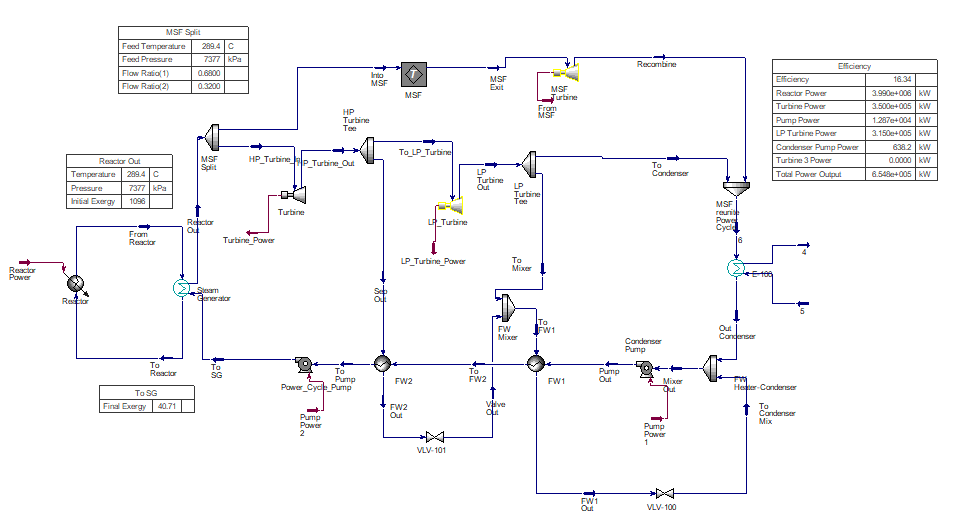 MSF Split
Feed Temperature 289.4 C
Feed Pressure 7377 kPa
Flow Ratio(1) 0.6800
Flow Ratio(2) 0.3200
Efficiency
Efficiency 16.34
Reactor Power 3.990e+006 kW
Turbine Power 3.500e+005 kW
Pump Power 1.287e+004 kW
LP Turbine Power 3.150e+005 kW
Condenser Pump Power 638.2 kW
Turbine 3 Power 0.0000 kW
Total Power Output 6.548e+005 kW
Reactor Out
Temperature 289.4 C
Pressure 7377 kPa
Initial Exergy 1096
To SG
Final Exergy 40.71
Into
MSF
T
MSF
MSF
Exit
MSF
Turbine
From
MSF
Recombine
HP
Turbine
Tee
MSF
Split
HP_Turbine_In
HP_Turbine_Out
To_LP_Turbine
Turbine
Turbine_Power
LP_Turbine
LP_Turbine_Power
LP
Turbine
Out
LP
Turbine
Tee
To
Condenser
MSF
reunite
Power
Cycle
6
4
E-100
5
Reactor
Out
From
Reactor
Reactor
Power
Reactor
Steam
Generator
To
Reactor
To
SG
Sep
Out
To
Mixer
FW
Mixer
To
FW1
Out
Condenser
Condenser
Pump
Power_Cycle_Pump
Pump
Power
2
To
Pump
FW2
To
FW2
FW1
Pump
Out
Mixer
Out
FW
Heater-Condenser
Pump
Power
1
To
Condenser
Mix
FW2
Out
Valve
Out
VLV-101
FW1
Out
VLV-100